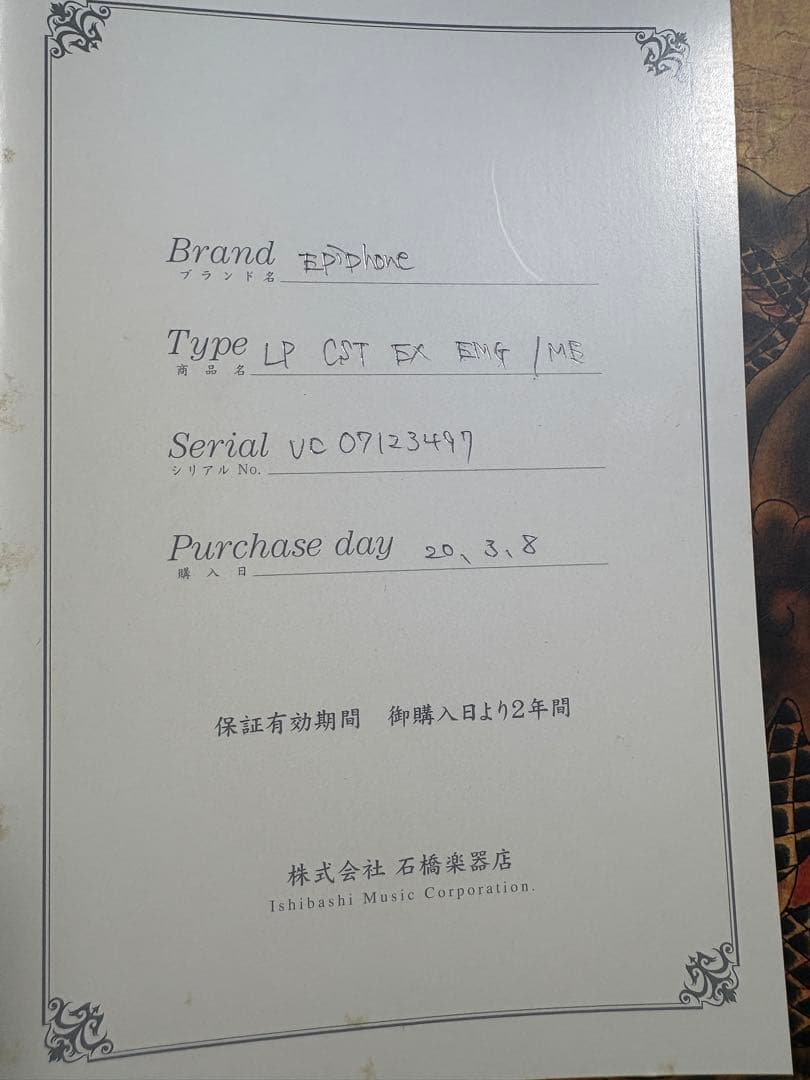 Brand Epiphone
ブランド名
Type LP CST EX EMG / ME
商品名
Serial VC 07123497
シリアル No.
Purchase day 20、3、8
購入日
保証有効期間 御購入日より2年間
株式会社 石橋楽器店
Ishibashi Music Corporation.